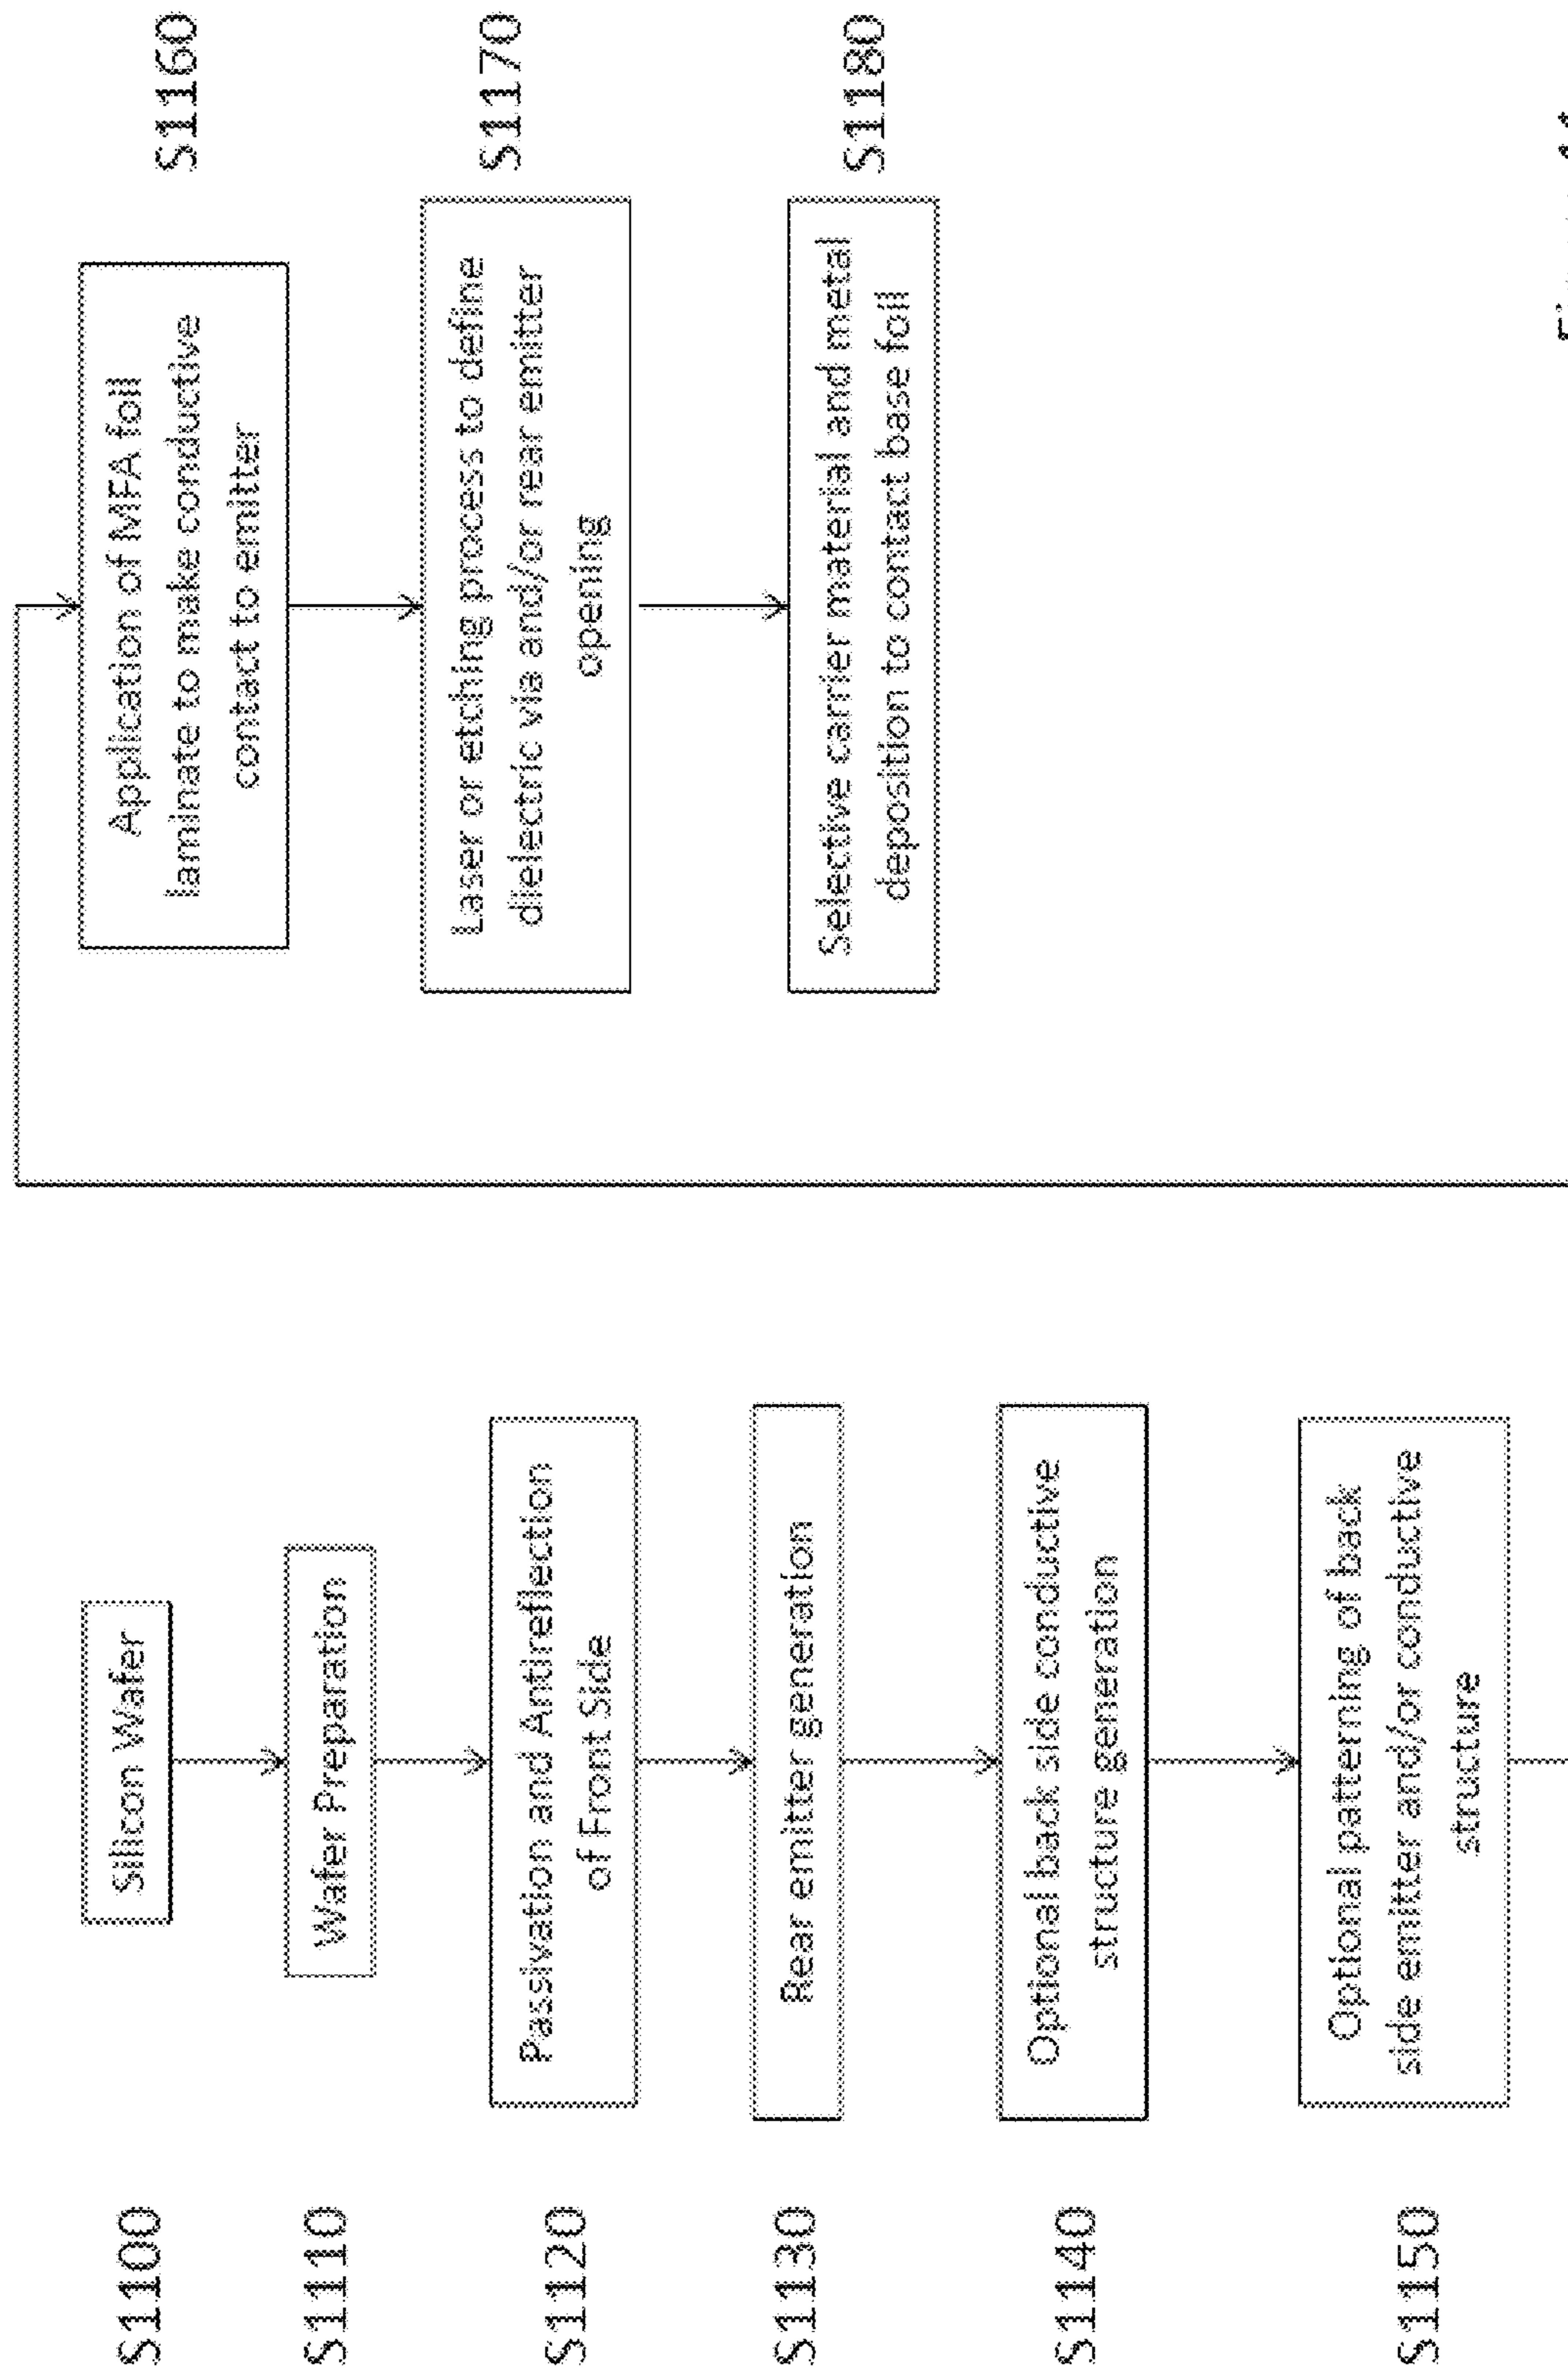 S1100
Silicon Wafer
S1110
Wafer Preparation
S1120
Passivation and Antireflection
of Front Side
S1130
Rear emitter generation
S1140
Optional back side conductive
structure generation
S1150
Optional patterning of back
side emitter and/or conductive
structure
Application of MFA foil
laminate to make conductive
contact to emitter
S1160
Laser or etching process to define
dielectric via and/or rear emitter
opening
S1170
Selective carrier material and metal
deposition to contact base foil
S1180